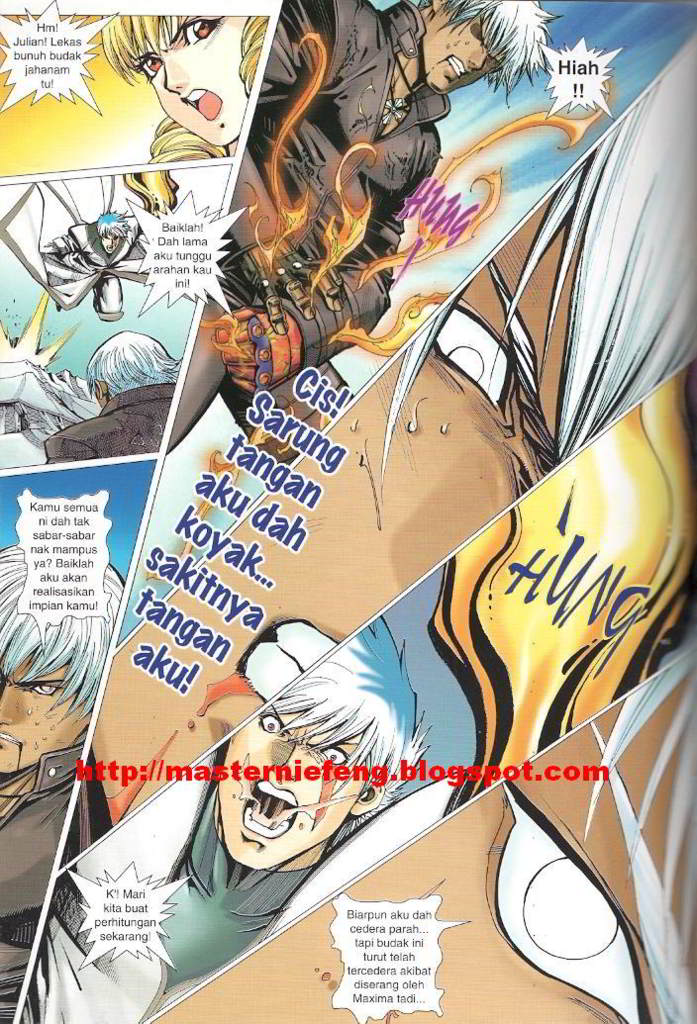 Hm!
Julian! Lekas
bunuh budak
jahanam
tu!
Hiah
!!
HUNG
!
Baiklah!
Dah lama
aku tunggu
arahan kau
ini!
Cis!
Sarung
tangan
aku dah
koyak...
sakitnya
tangan
aku!
Kamu semua
ni dah tak
sabar-sabar
nak mampus
ya? Baiklah
aku akan
realisasikan
impian kamu!
HUNG
!
http://masterniefeng.blogspot.com
K'! Mari
kita buat
perhitungan
sekarang!
Biarpun aku dah
cedera parah...
tapi budak ini
turut telah
tercedera akibat
diserang oleh
Maxima tadi...